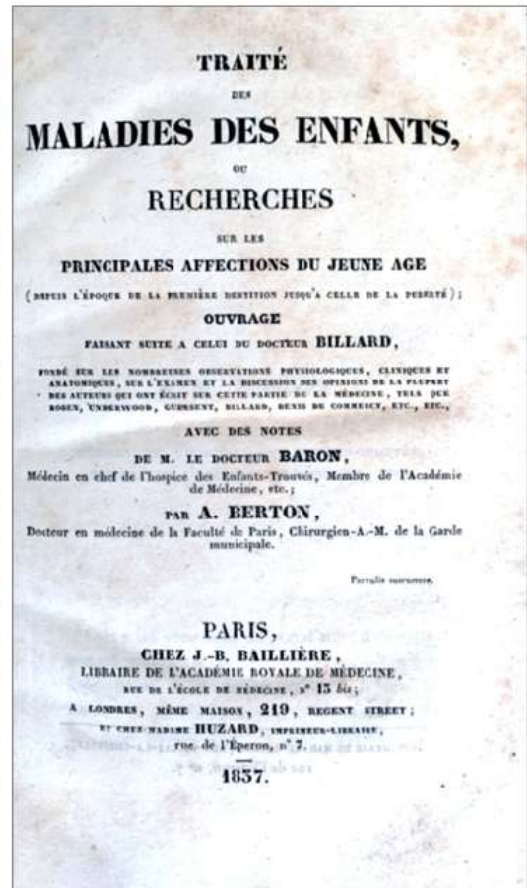 TRAITÉ
DES
MALADIES DES ENFANTS,
OU
RECHERCHES
SUR LES
PRINCIPALES AFFECTIONS DU JEUNE AGE
(DEPUIS L'ÉPOQUE DE LA PREMIÈRE DENTITION JUSQU'A CELLE DE LA PUBERTÉ);
OUVRAGE
FAISANT SUITE A CELUI DU DOCTEUR BILLARD,
FONDÉ SUR LES NOMBREUSES OBSERVATIONS PHYSIOLOGIQUES, CLINIQUES ET
ANATOMIQUES, SUR L'EXAMEN ET LA DISCUSSION DES OPINIONS DE LA PLUPART
DES AUTEURS QUI ONT ÉCRIT SUR CETTE PARTIE DE LA MÉDECINE, TELS QUE
ROSEN, UNDERWOOD, GUERSENT, BILLARD, DENIS DE COMMERCY, ETC., ETC.,
AVEC DES NOTES
DE M. LE DOCTEUR BARON,
Médecin en chef de l'hospice des Enfants-Trouvés, Membre de l'Académie
de Médecine, etc.;
PAR A. BERTON,
Docteur en médecine de la Faculté de Paris, Chirurgien-A.-M. de la Garde
municipale.
Parvulis succurrere.
PARIS,
CHEZ J.-B. BAILLIÈRE,
LIBRAIRE DE L'ACADÉMIE ROYALE DE MÉDECINE,
RUE DE L'ÉCOLE DE MÉDECINE, N° 13 bis;
A LONDRES, MÊME MAISON, 219, REGENT STREET;
ET CHEZ MADAME HUZARD, IMPRIMEUR-LIBRAIRE,
rue de l'Éperon, n° 7.
1837.